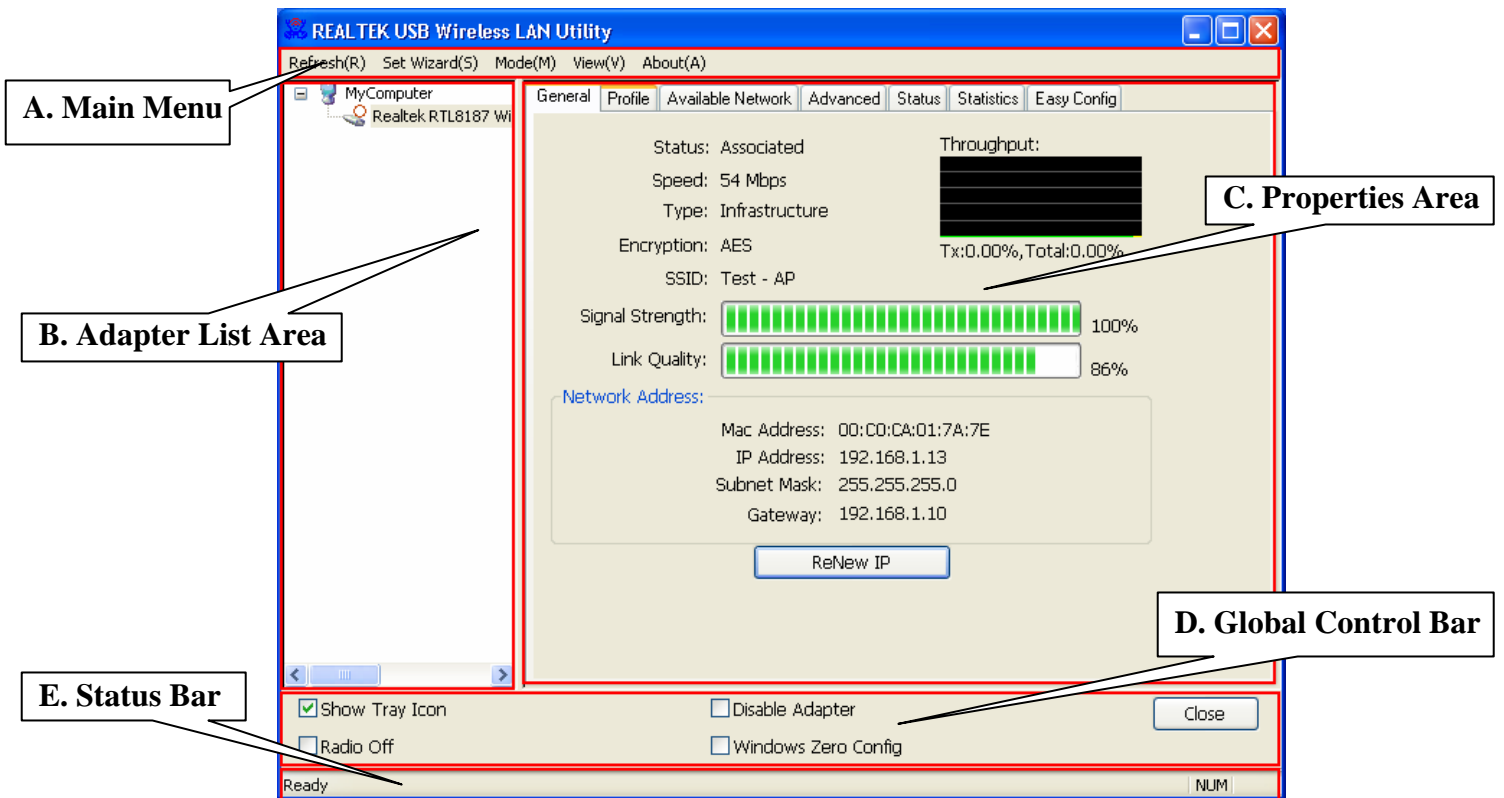 REALTEK USB Wireless LAN Utility
Refresh(R) Set Wizard(S) Mode(M) View(V) About(A)
A. Main Menu
MyComputer
Realtek RTL8187 Wi
General Profile Available Network Advanced Status Statistics Easy Config
Status: Associated
Speed: 54 Mbps
Type: Infrastructure
Encryption: AES
SSID: Test - AP
Throughput:
Tx:0.00%, Total:0.00%
C. Properties Area
B. Adapter List Area
Signal Strength: 100%
Link Quality: 86%
Network Address:
Mac Address: 00:C0:CA:01:7A:7E
IP Address: 192.168.1.13
Subnet Mask: 255.255.255.0
Gateway: 192.168.1.10
ReNew IP
D. Global Control Bar
E. Status Bar
Show Tray Icon
Disable Adapter
Close
Radio Off
Windows Zero Config
Ready
NUM